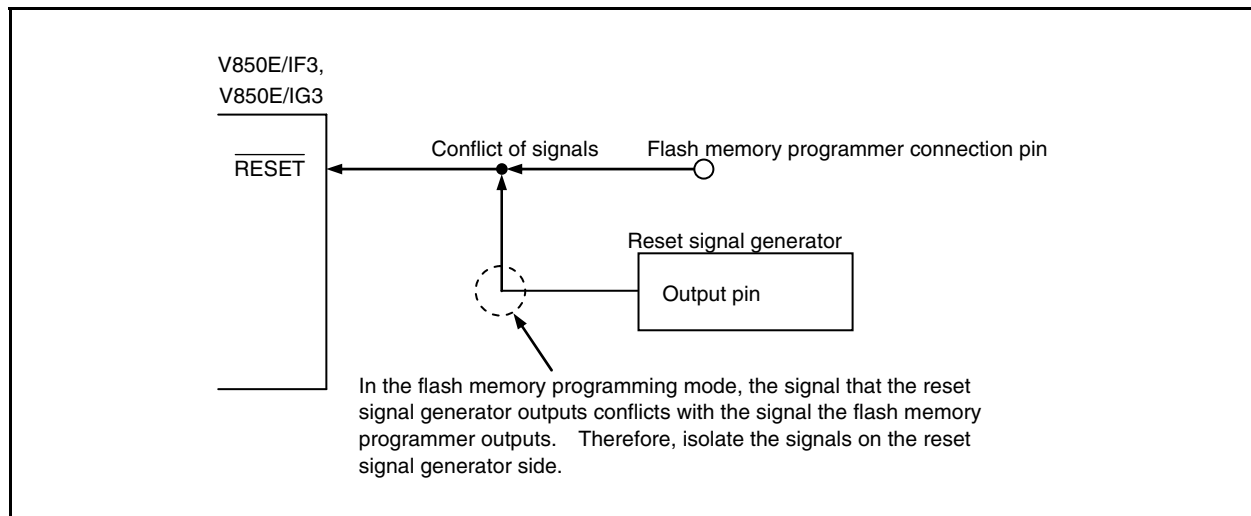 V850E/IF3,
V850E/IG3
Conflict of signals
Flash memory programmer connection pin
RESET
Reset signal generator
Output pin
In the flash memory programming mode, the signal that the reset
signal generator outputs conflicts with the signal the flash memory
programmer outputs. Therefore, isolate the signals on the reset
signal generator side.